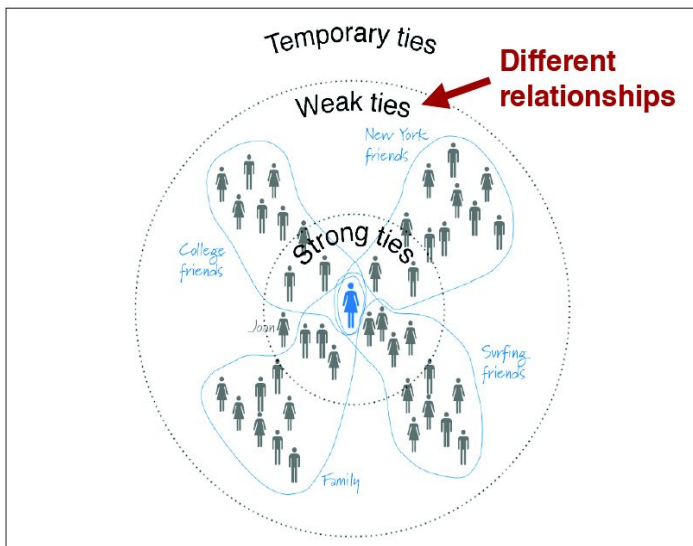 Temporary ties
Different
relationships
Weak ties
New York
friends
Strong ties
College
friends
Joan
Surfing
friends
Family